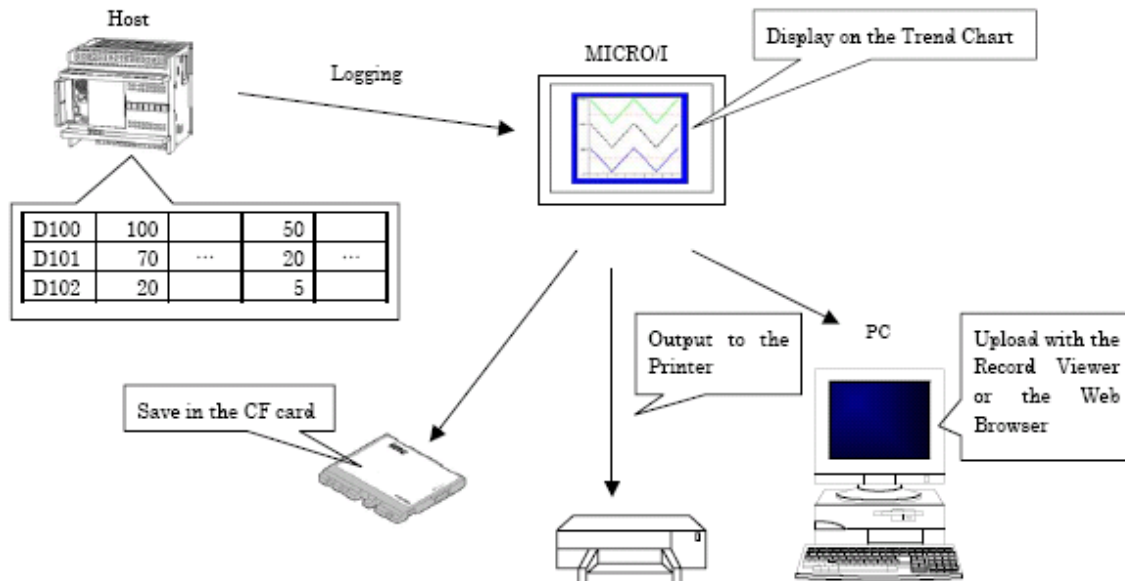 Host
Logging
MICRO/I
Display on the Trend Chart
D100 100 50
D101 70 ... 20 ...
D102 20 5
Save in the CF card
Output to the
Printer
PC
Upload with the
Record Viewer
or the Web
Browser